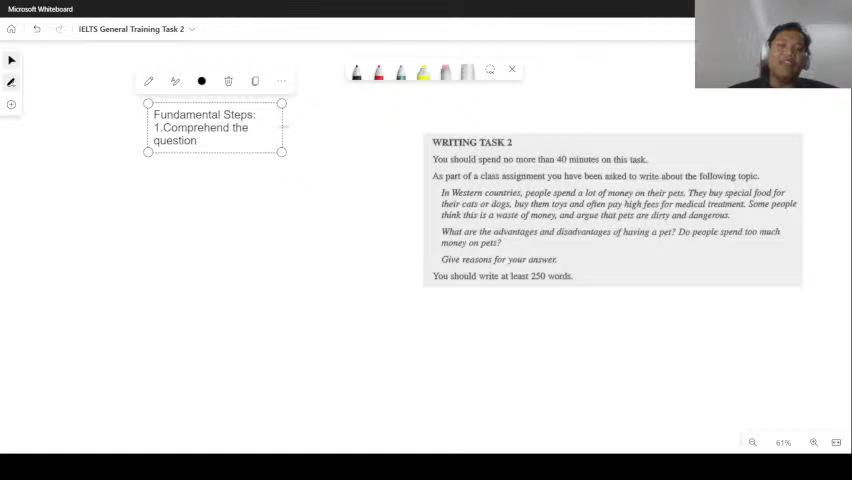 Microsoft Whiteboard
IELTS General Training Task 2
Fundamental Steps:
1.Comprehend the
question
WRITING TASK 2
You should spend no more than 40 minutes on this task.
As part of a class assignment you have been asked to write about the following topic.
In Western countries, people spend a lot of money on their pets. They buy special food for
their cats or dogs, buy them toys and often pay high fees for medical treatment. Some people
think this is a waste of money, and argue that pets are dirty and dangerous.
What are the advantages and disadvantages of having a pet? Do people spend too much
money on pets?
Give reasons for your answer.
You should write at least 250 words.
61%